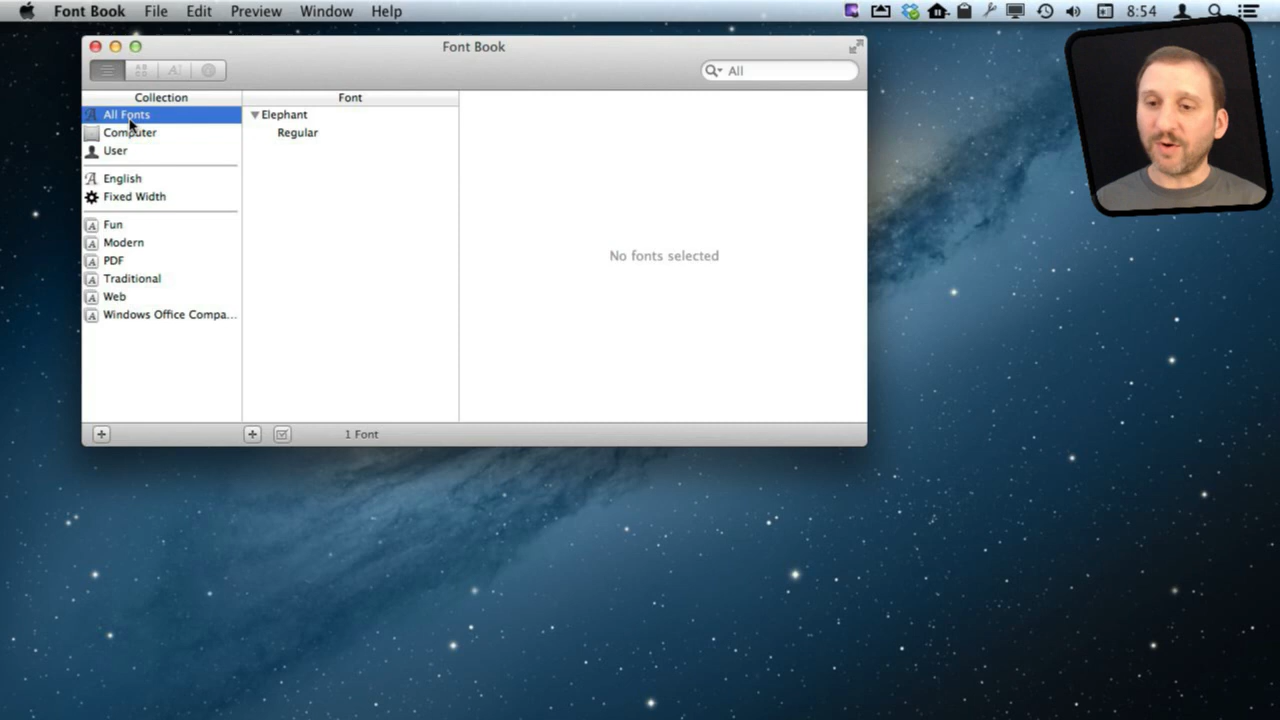 Font Book File Edit Preview Window Help 8:54
Font Book
All
Collection Font
All Fonts
Computer
User
English
Fixed Width
Fun
Modern
PDF
Traditional
Web
Windows Office Compa...
Elephant
Regular
No fonts selected
1 Font